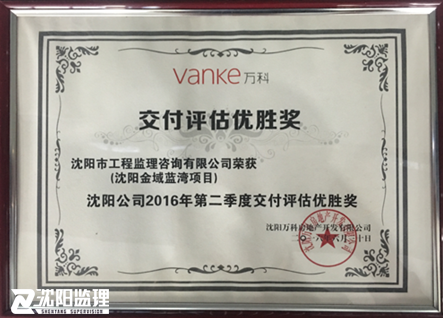 vanke万科
交付评估优胜奖
沈阳市工程监理咨询有限公司荣获
(沈阳金域蓝湾项目)
沈阳公司2016年第二季度交付评估优胜奖
沈阳万科房地产开发有限公司
沈阳监理
SHENYANG SUPERVISION